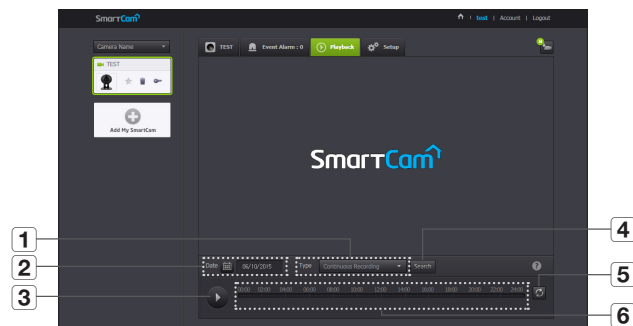 SmartCam
test | Account | Logout
Camera Name
TEST
Event Alarm : 0
Playback
Setup
TEST
Add My SmartCam
SmartCam
1
2
3
4
5
6
Date
06/10/2015
Type
Continuous Recording
Search
?
00:00 02:00 04:00 06:00 08:00 10:00 12:00 14:00 16:00 18:00 20:00 22:00 24:00